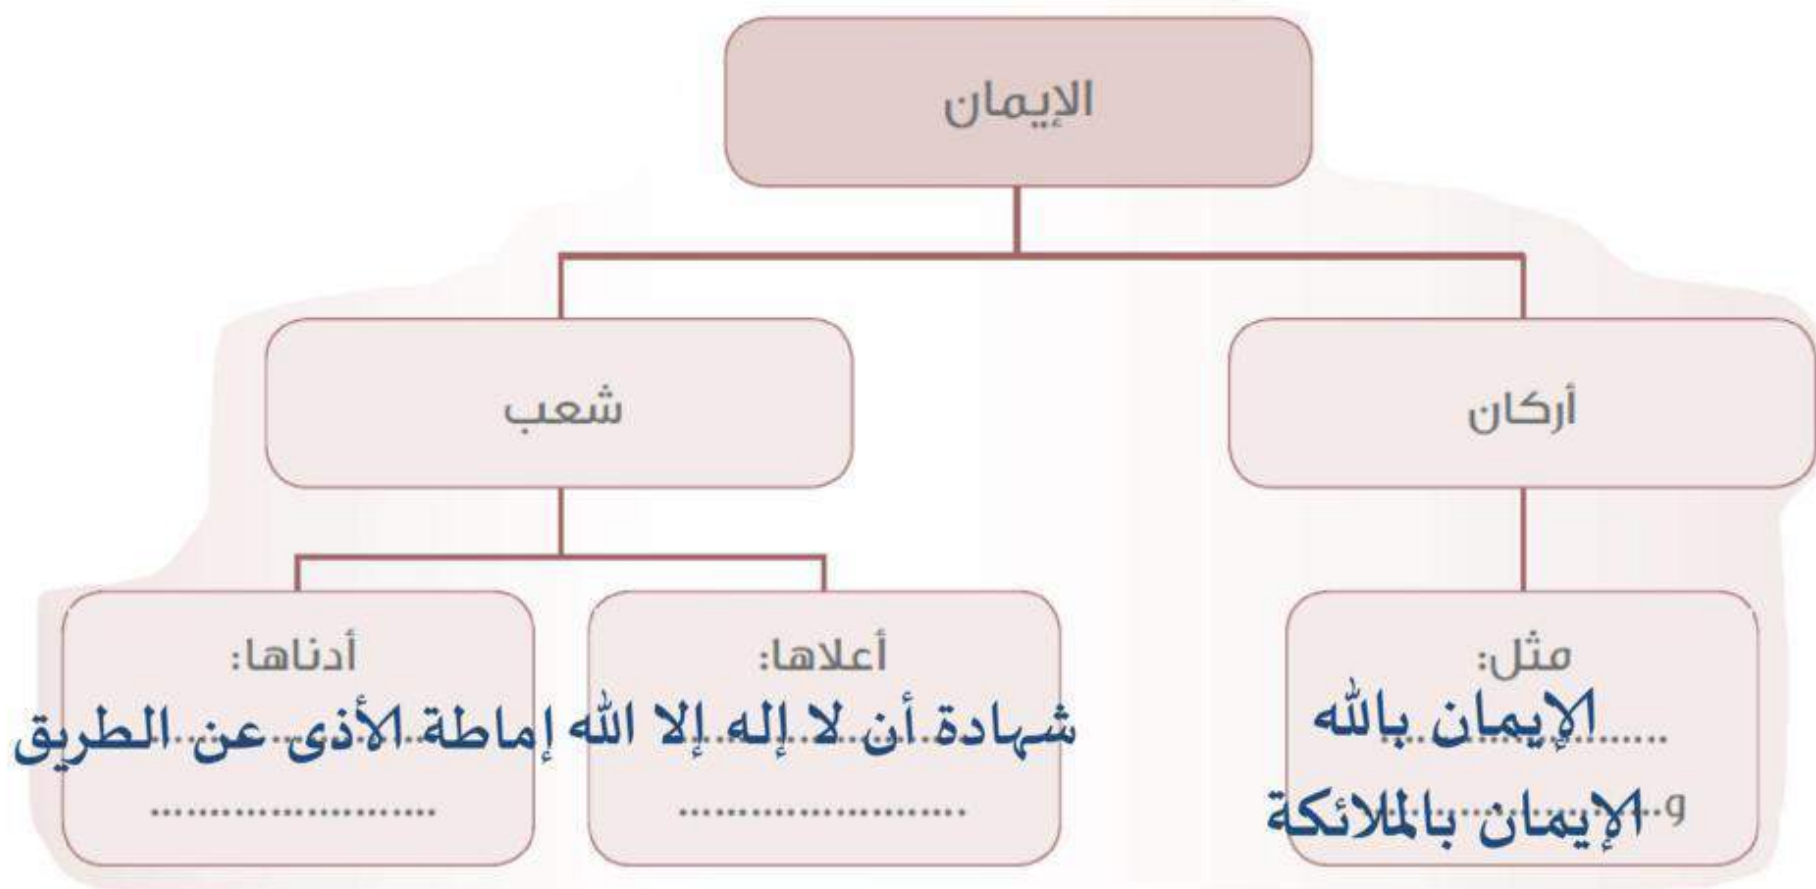 الإيمان
أركان
شعب
مثل:
الإيمان بالله
و الإيمان بالملائكة
أعلاها:
شهادة أن لا إله إلا الله
أدناها:
إماطة الأذى عن الطريق